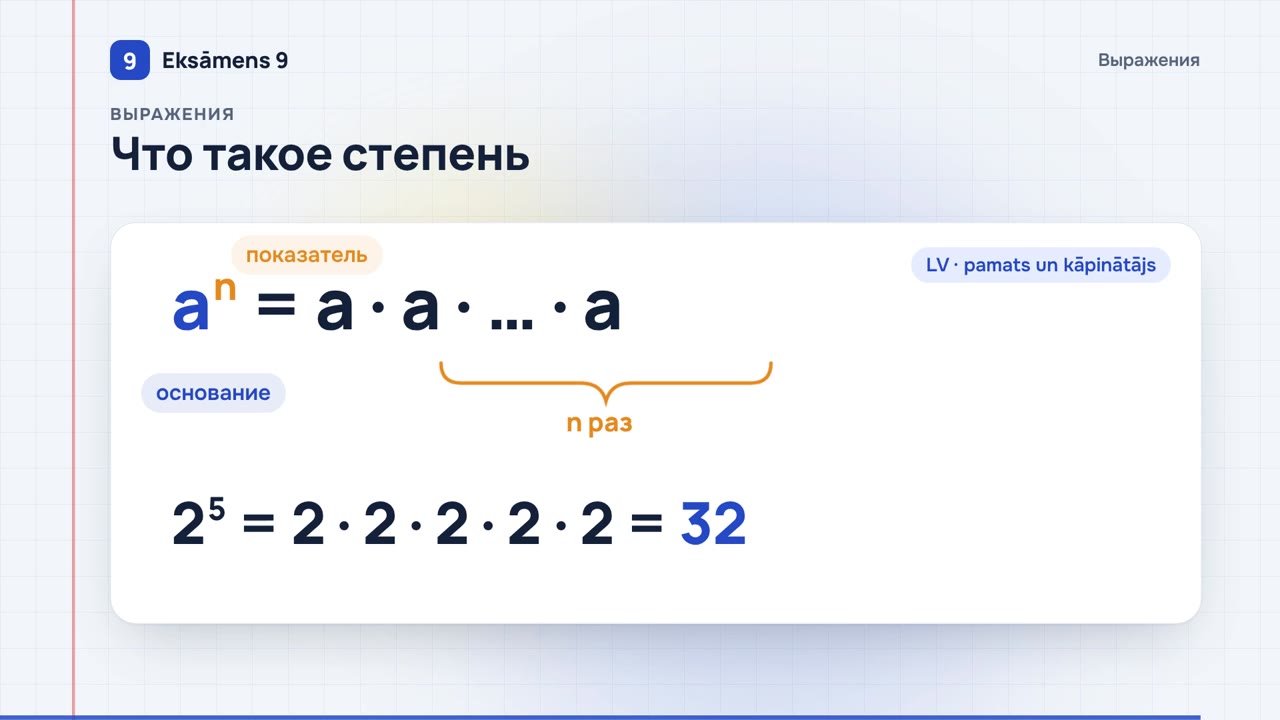 9 Eksāmens 9
Выражения
ВЫРАЖЕНИЯ
Что такое степень
показатель
LV · pamats un kāpinātājs
aⁿ = a · a · ... · a
основание
n раз
2⁵ = 2 · 2 · 2 · 2 · 2 = 32